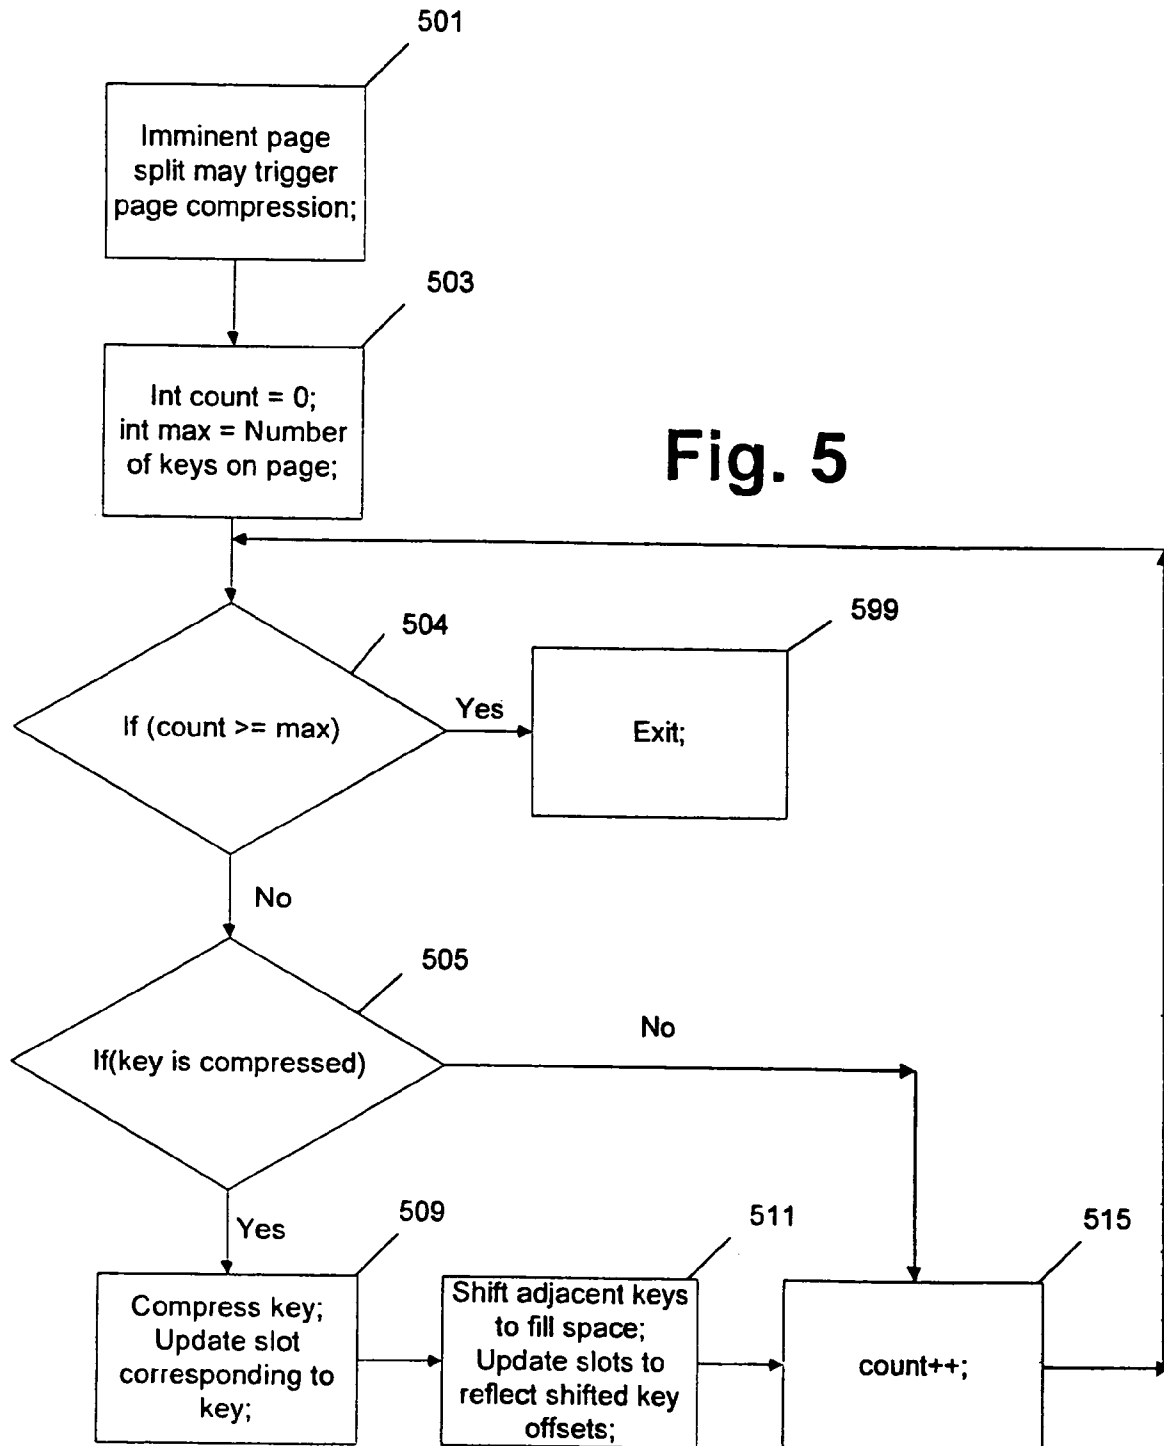 501
Imminent page
split may trigger
page compression;
503
Int count = 0;
int max = Number
of keys on page;
Fig. 5
504
If (count >= max)
Yes
599
Exit;
No
505
If(key is compressed)
No
Yes
509
Compress key;
Update slot
corresponding to
key;
511
Shift adjacent keys
to fill space;
Update slots to
reflect shifted key
offsets;
515
count++;